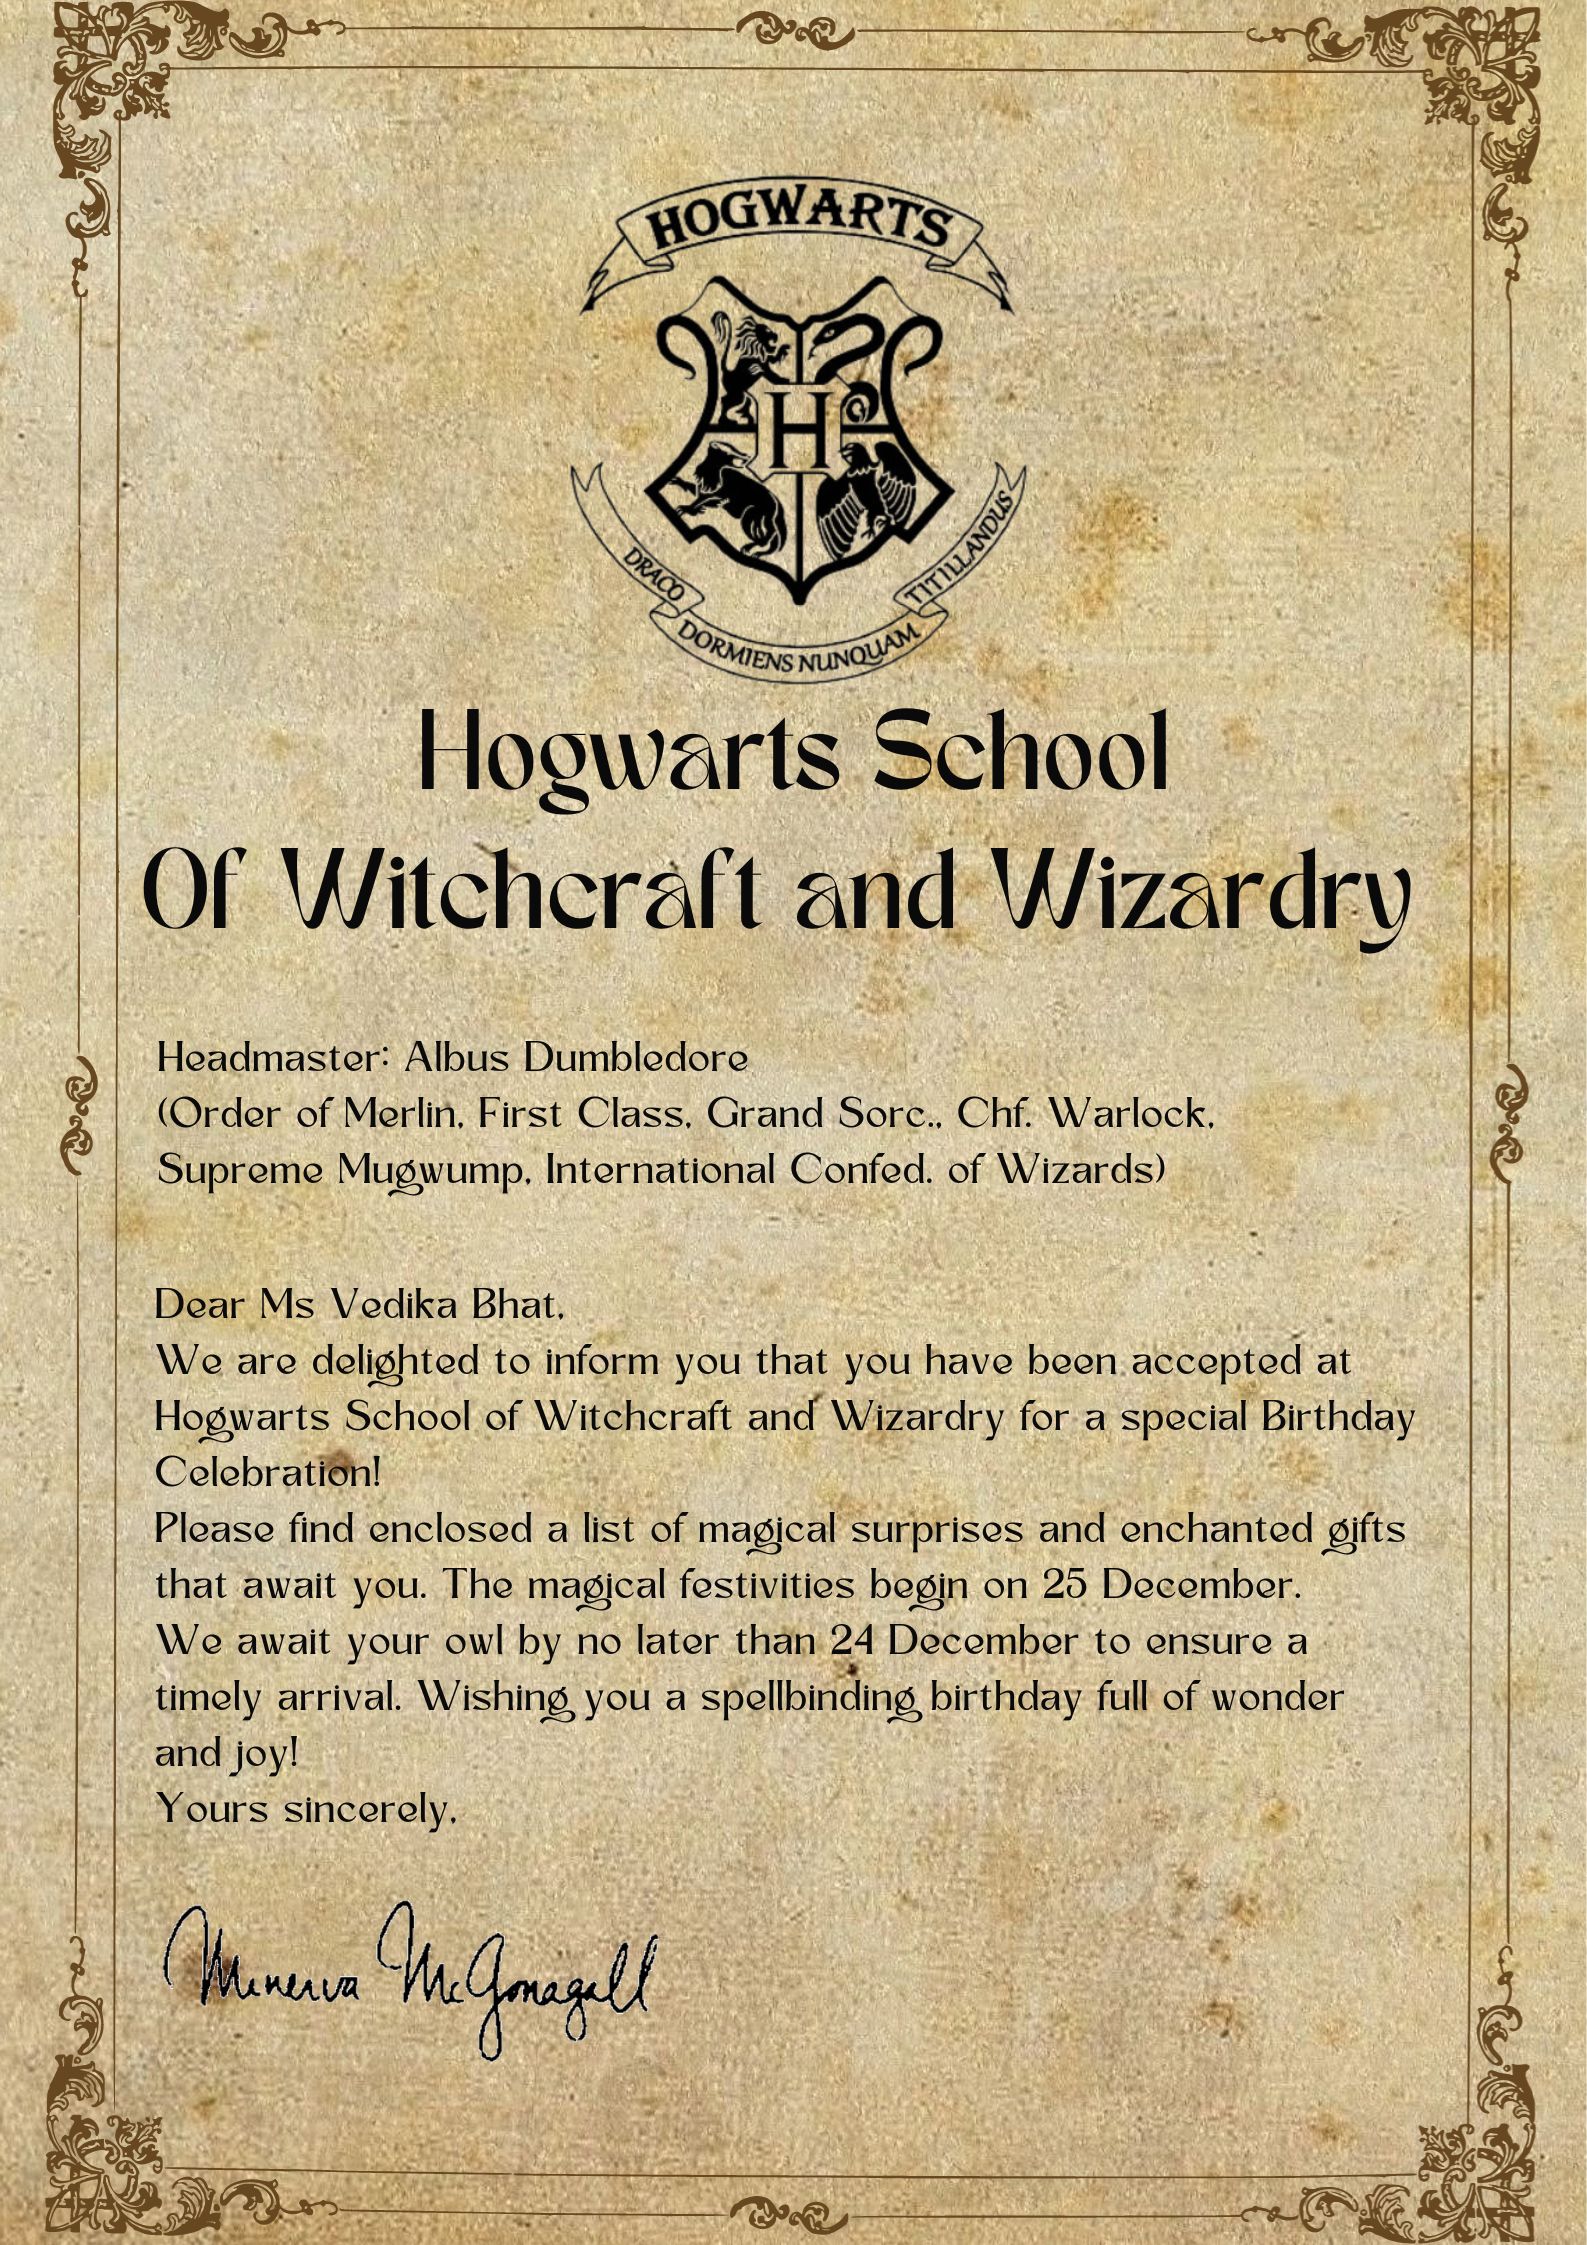 HOGWARTS
H
DRACO DORMIENS NUNQUAM TITILLANDUS
Hogwarts School
Of Witchcraft and Wizardry
Headmaster: Albus Dumbledore
(Order of Merlin, First Class, Grand Sorc., Chf. Warlock,
Supreme Mugwump, International Confed. of Wizards)
Dear Ms Vedika Bhat,
We are delighted to inform you that you have been accepted at
Hogwarts School of Witchcraft and Wizardry for a special Birthday
Celebration!
Please find enclosed a list of magical surprises and enchanted gifts
that await you. The magical festivities begin on 25 December.
We await your owl by no later than 24 December to ensure a
timely arrival. Wishing you a spellbinding birthday full of wonder
and joy!
Yours sincerely,
Minerva McGonagall